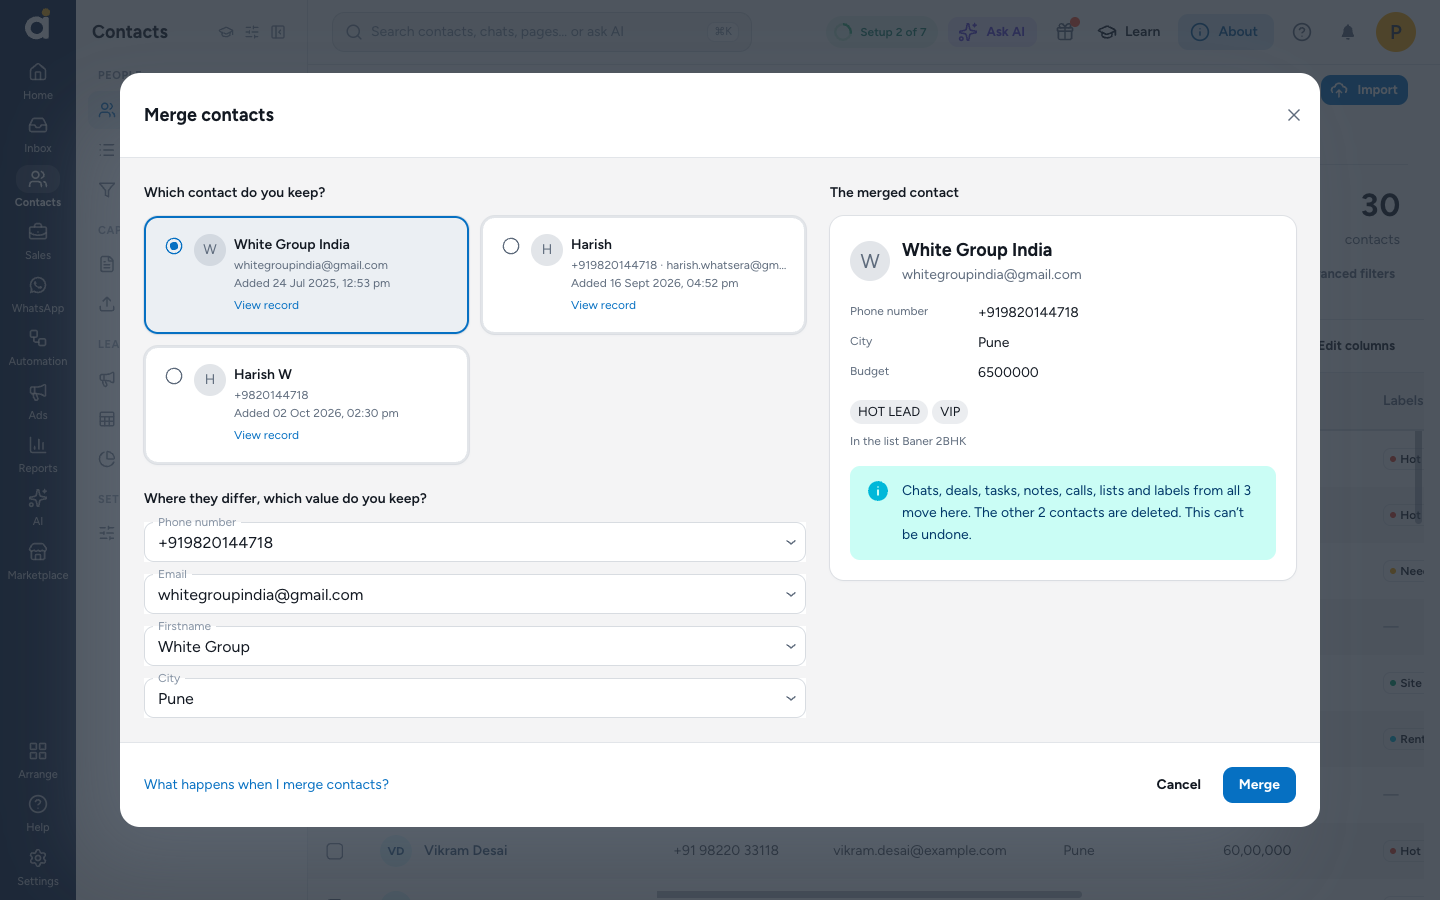 Contacts
Search contacts, chats, pages... or ask AI
⌘K
Setup 2 of 7
Ask AI
Learn
About
P
Home
Inbox
Contacts
Sales
WhatsApp
Automation
Ads
Reports
AI
Marketplace
Arrange
Help
Settings
Import
30
contacts
Edit columns
Labels
Merge contacts
Which contact do you keep?
W
White Group India
whitegroupindia@gmail.com
Added 24 Jul 2025, 12:53 pm
View record
H
Harish
+919820144718 · harish.whatsera@gm...
Added 16 Sept 2026, 04:52 pm
View record
H
Harish W
+9820144718
Added 02 Oct 2026, 02:30 pm
View record
Where they differ, which value do you keep?
Phone number
+919820144718
Email
whitegroupindia@gmail.com
Firstname
White Group
City
Pune
The merged contact
W
White Group India
whitegroupindia@gmail.com
Phone number +919820144718
City Pune
Budget 6500000
HOT LEAD VIP
In the list Baner 2BHK
Chats, deals, tasks, notes, calls, lists and labels from all 3
move here. The other 2 contacts are deleted. This can't
be undone.
What happens when I merge contacts?
Cancel
Merge
filters
Hot
Hot
Site
VD Vikram Desai +91 98220 33118 vikram.desai@example.com Pune 60,00,000 Hot